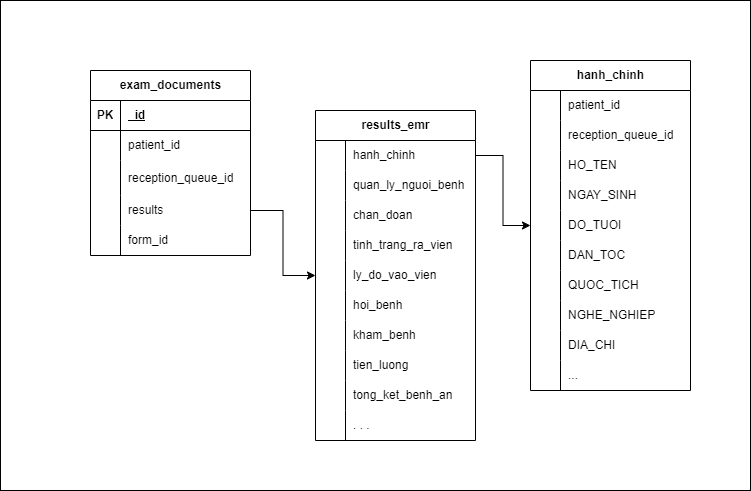 exam_documents
PK _id
patient_id
reception_queue_id
results
form_id
results_emr
hanh_chinh
quan_ly_nguoi_benh
chan_doan
tinh_trang_ra_vien
ly_do_vao_vien
hoi_benh
kham_benh
tien_luong
tong_ket_benh_an
. . .
hanh_chinh
patient_id
reception_queue_id
HO_TEN
NGAY_SINH
DO_TUOI
DAN_TOC
QUOC_TICH
NGHE_NGHIEP
DIA_CHI
...